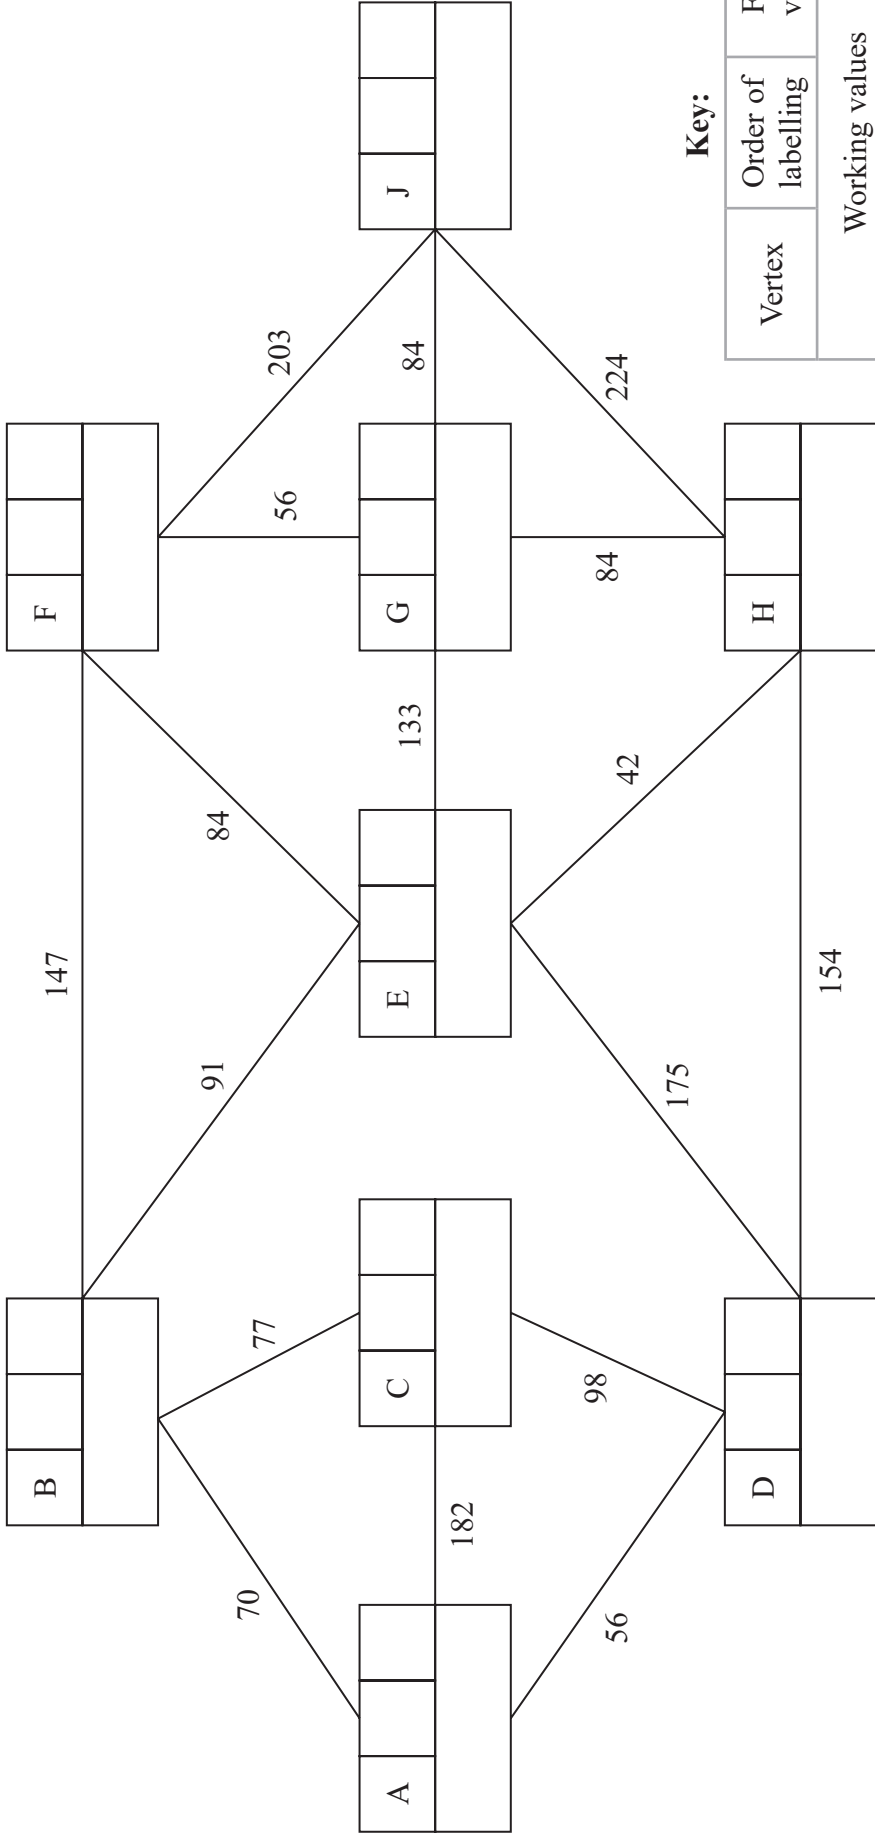 B
F
147
70
77
91
84
56
203
A
C
E
G
J
182
133
84
56
98
175
42
84
224
D
H
154
Key:
Vertex
Order of
labelling
F
v
Working values